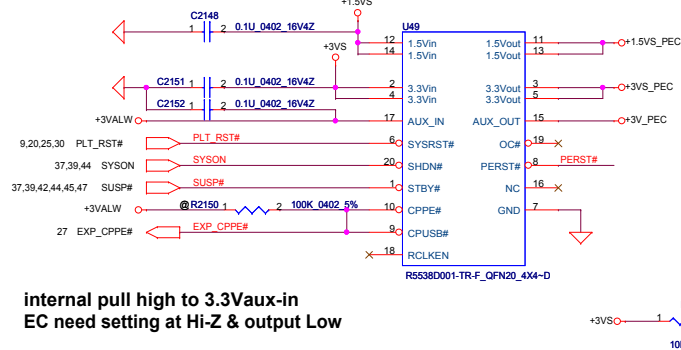 +1.5VS
C2148
1 2 0.1U_0402_16V4Z
U49
+3VS
12 1.5Vin 1.5Vout 11 +1.5VS_PEC
14 1.5Vin 1.5Vout 13
C2151 1 2 0.1U_0402_16V4Z
2 3.3Vin 3.3Vout 3 +3VS_PEC
4 3.3Vin 3.3Vout 5
C2152 1 2 0.1U_0402_16V4Z
+3VALW 17 AUX_IN AUX_OUT 15 +3V_PEC
9,20,25,30 PLT_RST# PLT_RST# 6 SYSRST# OC# 19
37,39,44 SYSON SYSON 20 SHDN# PERST# 8 PERST#
37,39,42,44,45,47 SUSP# SUSP# 1 STBY# NC 16
+3VALW @R2150 1 2 100K_0402_5% 10 CPPE# GND 7
27 EXP_CPPE# EXP_CPPE# 9 CPUSB#
18 RCLKEN
R5538D001-TR-F_QFN20_4X4~D
internal pull high to 3.3Vaux-in
EC need setting at Hi-Z & output Low
+3VS 1